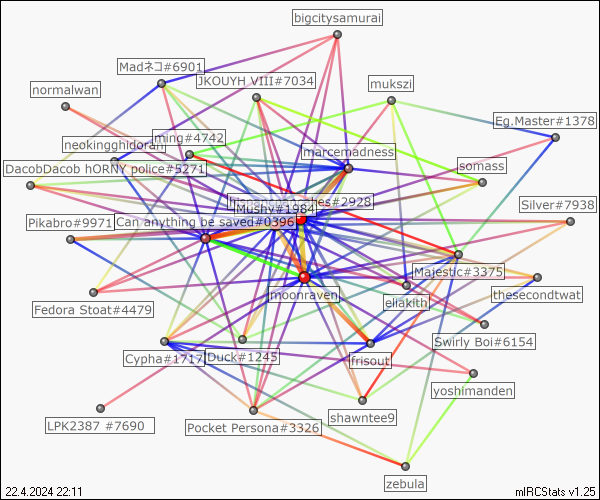 bigcitysamurai
Madネコ#6901
JKOUYH VIII#7034
mukszi
normalwan
Eg.Master#1378
ming#4742
neokingghidorah
marcemadness
DacobDacob hORNY police#5271
somass
Mushy#1984
Silver#7938
Pikabro#9971
Can anything be saved#0396
Majestic#3375
moonraven
eliakith
thesecondtwat
Fedora Stoat#4479
Swirly Boi#6154
Cypha#1717
Duck#1245
frisout
yoshimanden
LPK2387 #7690
shawntee9
Pocket Persona#3326
zebula
22.4.2024 22:11
mIRCStats v1.25